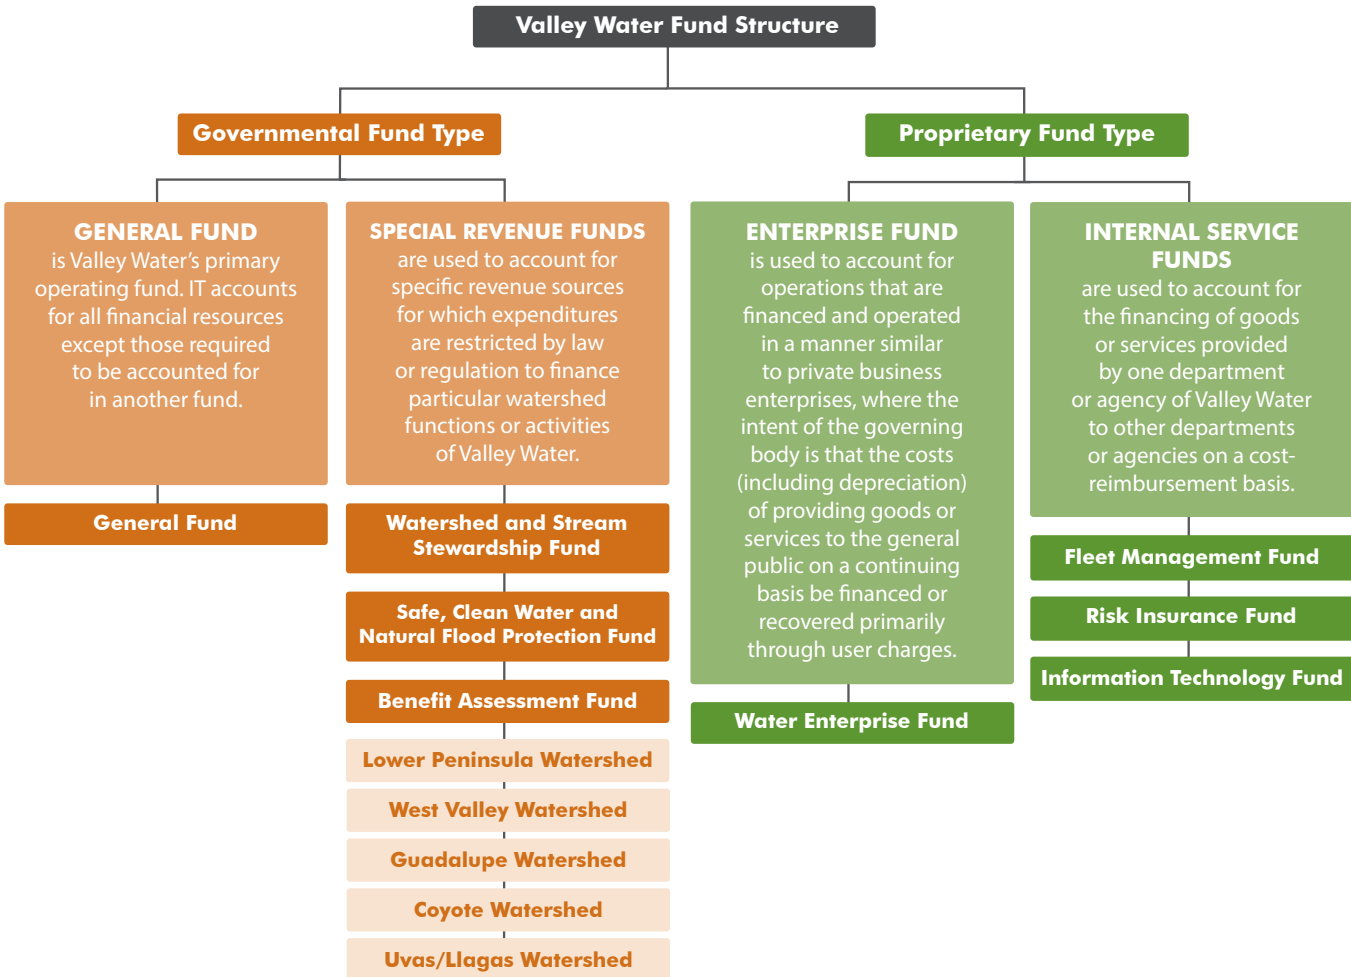 Valley Water Fund Structure
Governmental Fund Type
Proprietary Fund Type
GENERAL FUND
is Valley Water's primary
operating fund. IT accounts
for all financial resources
except those required
to be accounted for
in another fund.
General Fund
SPECIAL REVENUE FUNDS
are used to account for
specific revenue sources
for which expenditures
are restricted by law
or regulation to finance
particular watershed
functions or activities
of Valley Water.
Watershed and Stream
Stewardship Fund
Safe, Clean Water and
Natural Flood Protection Fund
Benefit Assessment Fund
Lower Peninsula Watershed
West Valley Watershed
Guadalupe Watershed
Coyote Watershed
Uvas/Llagas Watershed
ENTERPRISE FUND
is used to account for
operations that are
financed and operated
in a manner similar
to private business
enterprises, where the
intent of the governing
body is that the costs
(including depreciation)
of providing goods or
services to the general
public on a continuing
basis be financed or
recovered primarily
through user charges.
Water Enterprise Fund
INTERNAL SERVICE
FUNDS
are used to account for
the financing of goods
or services provided
by one department
or agency of Valley Water
to other departments
or agencies on a cost-
reimbursement basis.
Fleet Management Fund
Risk Insurance Fund
Information Technology Fund